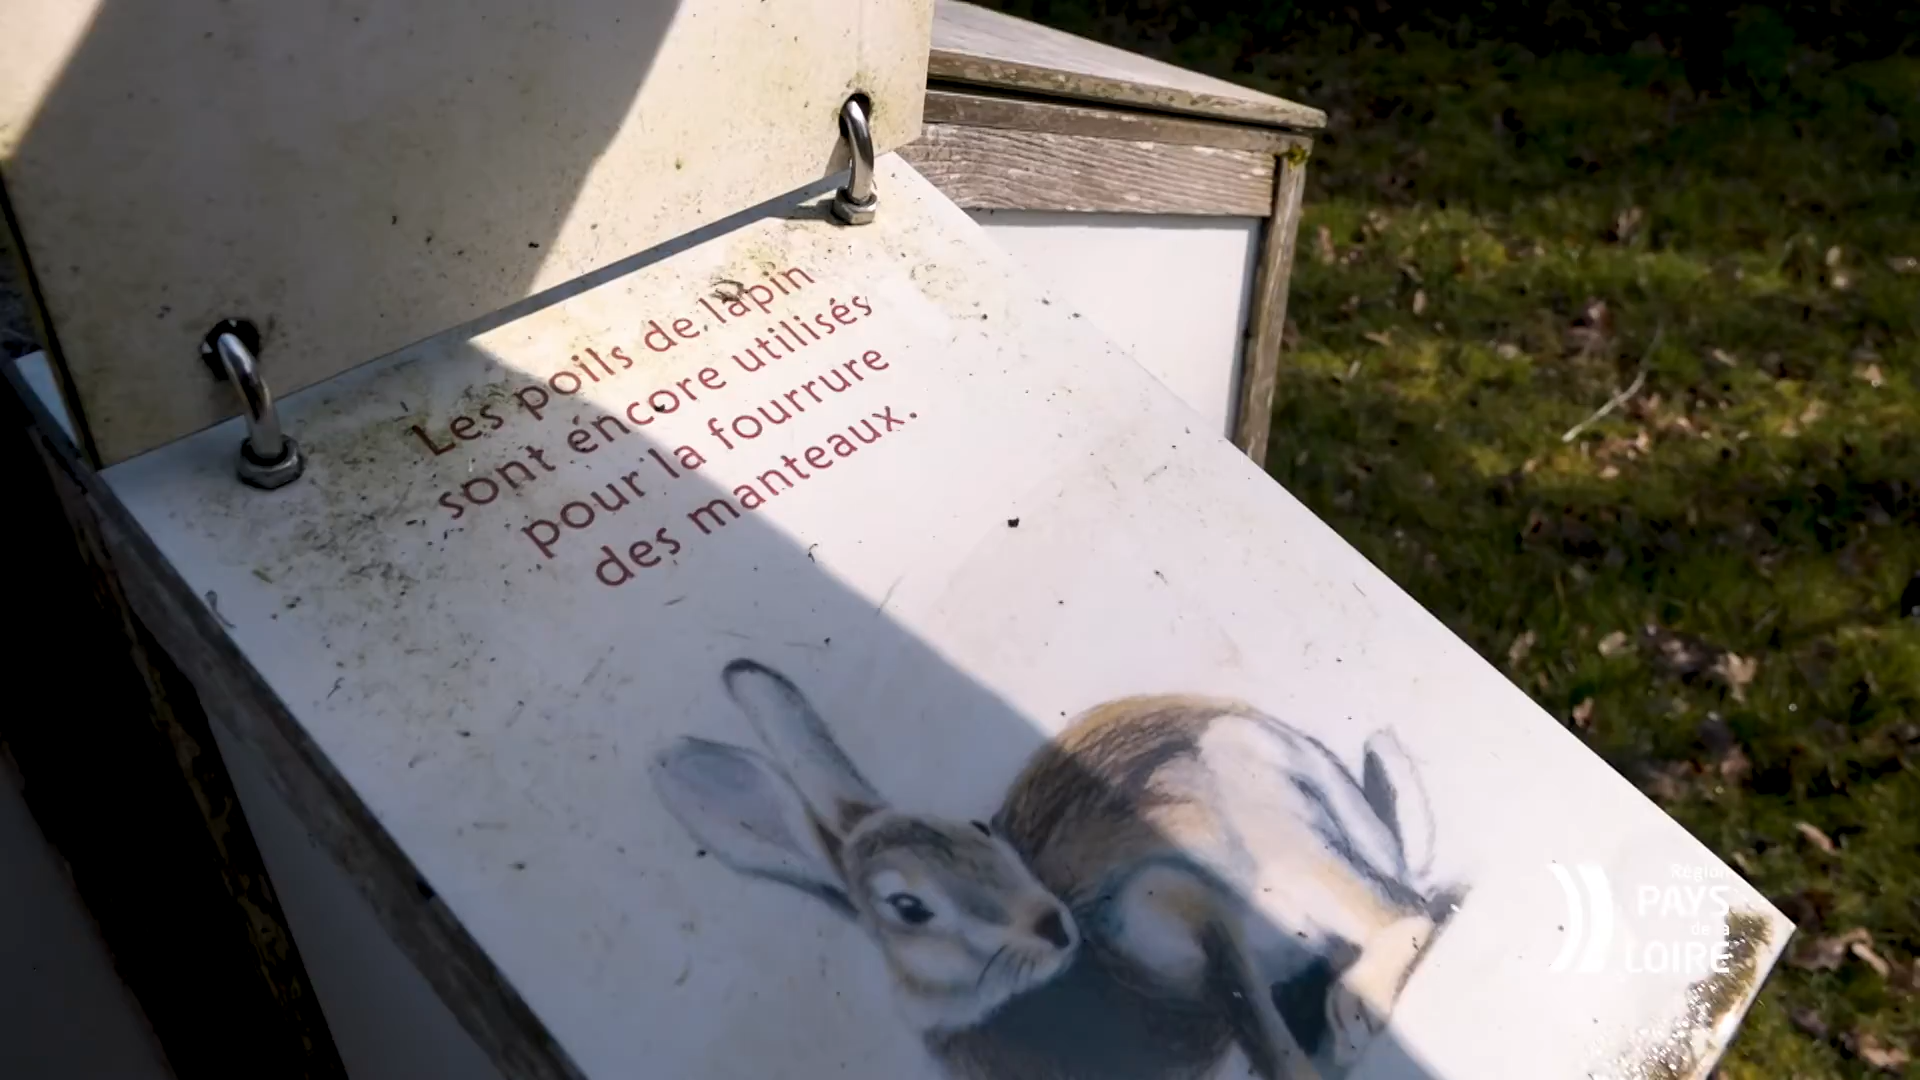 Les poils de lapin
sont encore utilisés
pour la fourrure
des manteaux.
Région
PAYS
de la
LOIRE